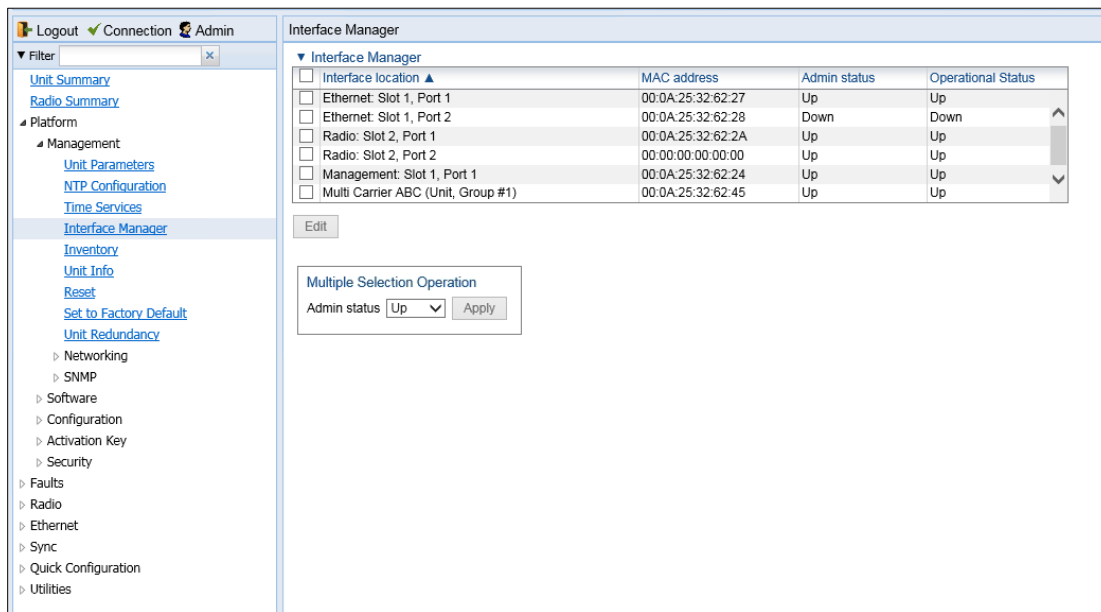 Logout Connection Admin
Filter
Unit Summary
Radio Summary
Platform
Management
Unit Parameters
NTP Configuration
Time Services
Interface Manager
Inventory
Unit Info
Reset
Set to Factory Default
Unit Redundancy
Networking
SNMP
Software
Configuration
Activation Key
Security
Faults
Radio
Ethernet
Sync
Quick Configuration
Utilities
Interface Manager
Interface Manager
Interface location ▲ MAC address Admin status Operational Status
Ethernet: Slot 1, Port 1 00:0A:25:32:62:27 Up Up
Ethernet: Slot 1, Port 2 00:0A:25:32:62:28 Down Down
Radio: Slot 2, Port 1 00:0A:25:32:62:2A Up Up
Radio: Slot 2, Port 2 00:00:00:00:00:00 Up Up
Management: Slot 1, Port 1 00:0A:25:32:62:24 Up Up
Multi Carrier ABC (Unit, Group #1) 00:0A:25:32:62:45 Up Up
Edit
Multiple Selection Operation
Admin status Up Apply